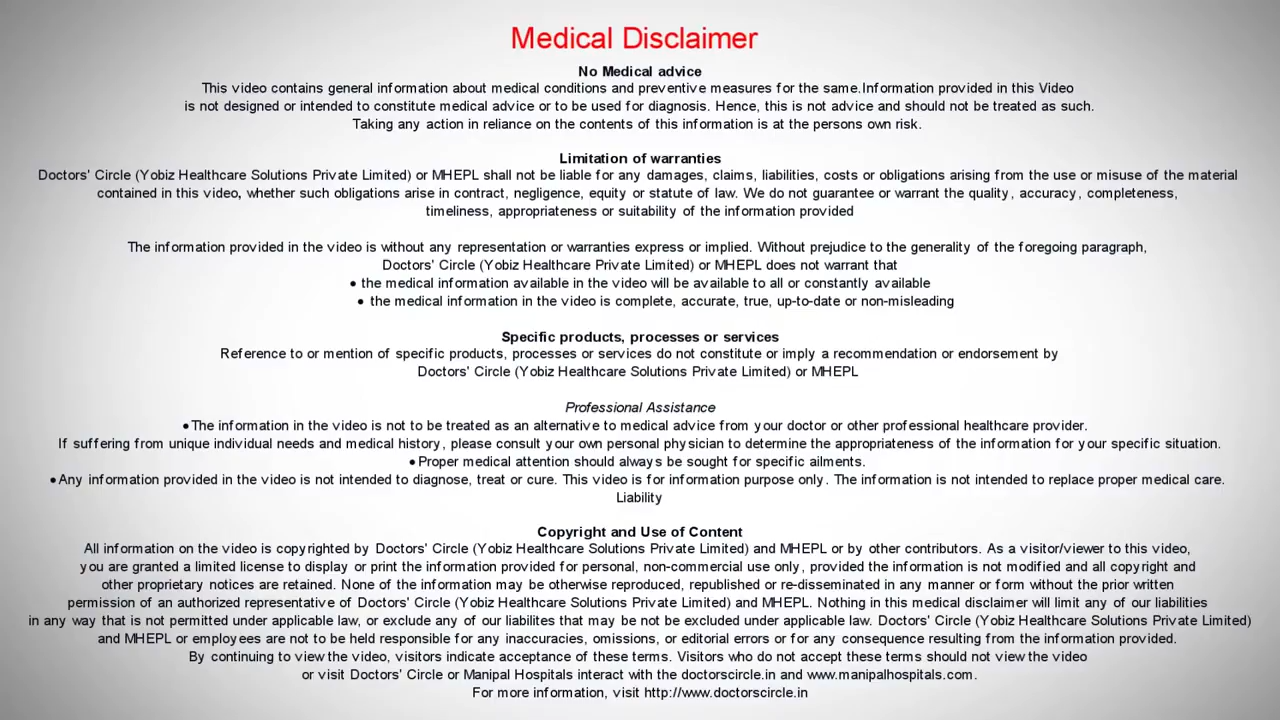 Medical Disclaimer
No Medical advice
This video contains general information about medical conditions and preventive measures for the same.Information provided in this Video
is not designed or intended to constitute medical advice or to be used for diagnosis. Hence, this is not advice and should not be treated as such.
Taking any action in reliance on the contents of this information is at the persons own risk.
Limitation of warranties
Doctors' Circle (Yobiz Healthcare Solutions Private Limited) or MHEPL shall not be liable for any damages, claims, liabilities, costs or obligations arising from the use or misuse of the material
contained in this video, whether such obligations arise in contract, negligence, equity or statute of law. We do not guarantee or warrant the quality, accuracy, completeness,
timeliness, appropriateness or suitability of the information provided
The information provided in the video is without any representation or warranties express or implied. Without prejudice to the generality of the foregoing paragraph,
Doctors' Circle (Yobiz Healthcare Private Limited) or MHEPL does not warrant that
• the medical information available in the video will be available to all or constantly available
• the medical information in the video is complete, accurate, true, up-to-date or non-misleading
Specific products, processes or services
Reference to or mention of specific products, processes or services do not constitute or imply a recommendation or endorsement by
Doctors' Circle (Yobiz Healthcare Solutions Private Limited) or MHEPL
Professional Assistance
•The information in the video is not to be treated as an alternative to medical advice from your doctor or other professional healthcare provider.
If suffering from unique individual needs and medical history, please consult your own personal physician to determine the appropriateness of the information for your specific situation.
•Proper medical attention should always be sought for specific ailments.
•Any information provided in the video is not intended to diagnose, treat or cure. This video is for information purpose only. The information is not intended to replace proper medical care.
Liability
Copyright and Use of Content
All information on the video is copyrighted by Doctors' Circle (Yobiz Healthcare Solutions Private Limited) and MHEPL or by other contributors. As a visitor/viewer to this video,
you are granted a limited license to display or print the information provided for personal, non-commercial use only, provided the information is not modified and all copyright and
other proprietary notices are retained. None of the information may be otherwise reproduced, republished or re-disseminated in any manner or form without the prior written
permission of an authorized representative of Doctors' Circle (Yobiz Healthcare Solutions Private Limited) and MHEPL. Nothing in this medical disclaimer will limit any of our liabilities
in any way that is not permitted under applicable law, or exclude any of our liabilites that may be not be excluded under applicable law. Doctors' Circle (Yobiz Healthcare Solutions Private Limited)
and MHEPL or employees are not to be held responsible for any inaccuracies, omissions, or editorial errors or for any consequence resulting from the information provided.
By continuing to view the video, visitors indicate acceptance of these terms. Visitors who do not accept these terms should not view the video
or visit Doctors' Circle or Manipal Hospitals interact with the doctorscircle.in and www.manipalhospitals.com.
For more information, visit http://www.doctorscircle.in